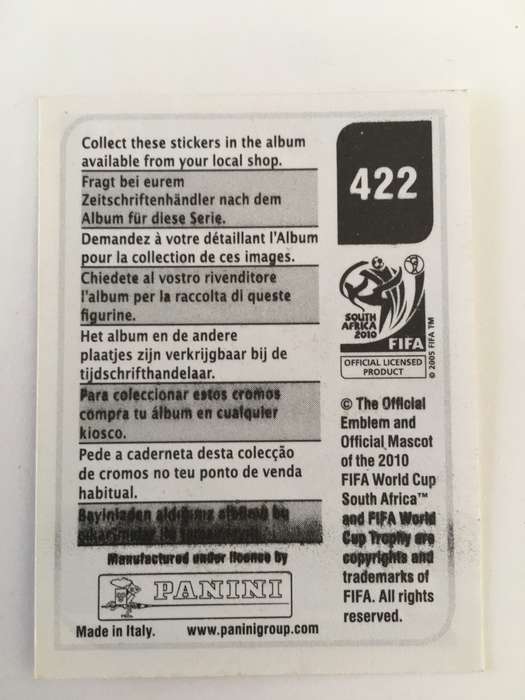 Collect these stickers in the album
available from your local shop.
Fragt bei eurem
Zeitschriftenhändler nach dem
Album für diese Serie.
Demandez à votre détaillant l'Album
pour la collection de ces images.
Chiedete al vostro rivenditore
l'album per la raccolta di queste
figurine.
Het album en de andere
plaatjes zijn verkrijgbaar bij de
tijdschrifthandelaar.
Para coleccionar estos cromos
compra tu álbum en cualquier
kiosco.
Pede a caderneta desta colecção
de cromos no teu ponto de venda
habitual.
Manufactured under licence by
PANINI
Made in Italy. www.paninigroup.com
422
SOUTH
AFRICA
2010
FIFA
OFFICIAL LICENSED
PRODUCT
© 2005 FIFA TM
© The Official
Emblem and
Official Mascot
of the 2010
FIFA World Cup
South Africa™
and FIFA World
Cup Trophy are
copyrights and
trademarks of
FIFA. All rights
reserved.